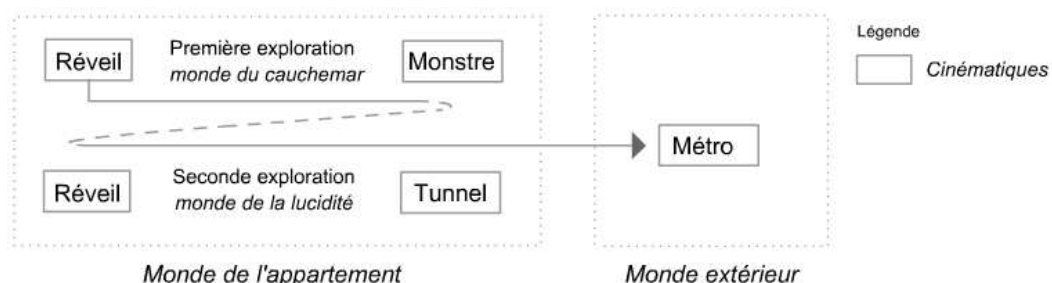 Réveil
Première exploration
monde du cauchemar
Monstre
Réveil
Seconde exploration
monde de la lucidité
Tunnel
Monde de l'appartement
Métro
Monde extérieur
Légende
Cinématiques